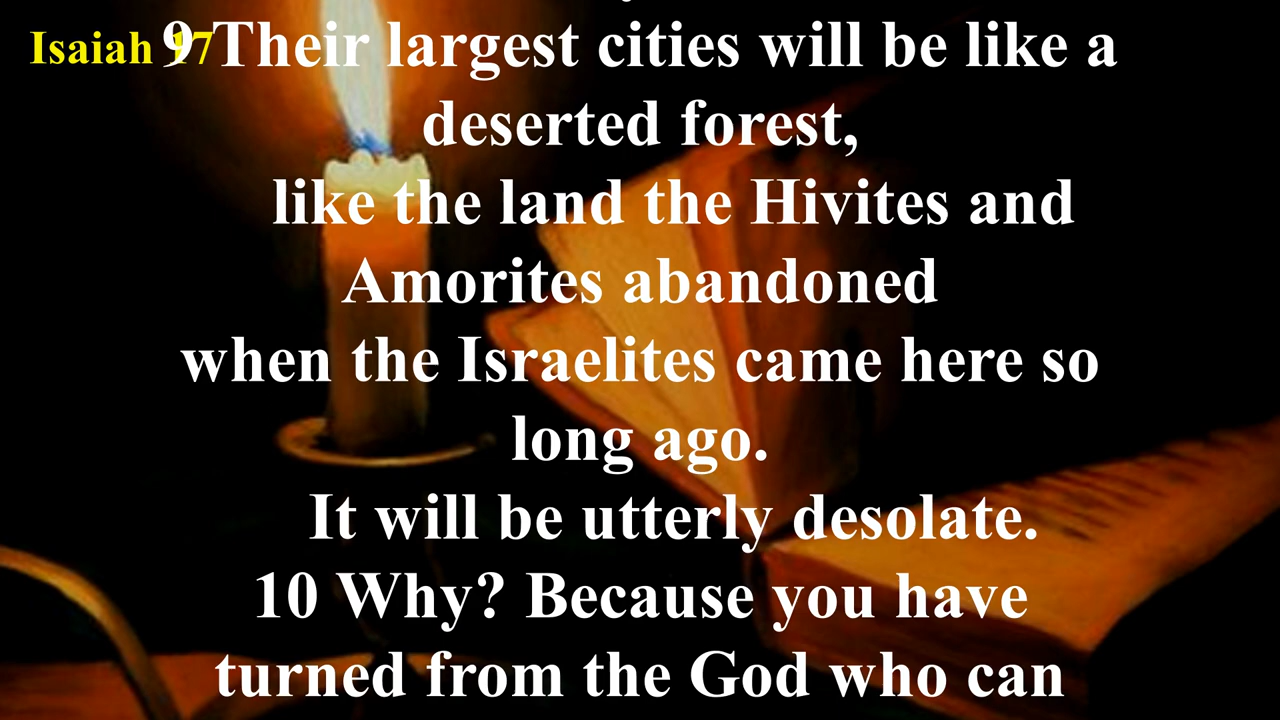 Isaiah 17
9 Their largest cities will be like a
deserted forest,
like the land the Hivites and
Amorites abandoned
when the Israelites came here so
long ago.
It will be utterly desolate.
10 Why? Because you have
turned from the God who can